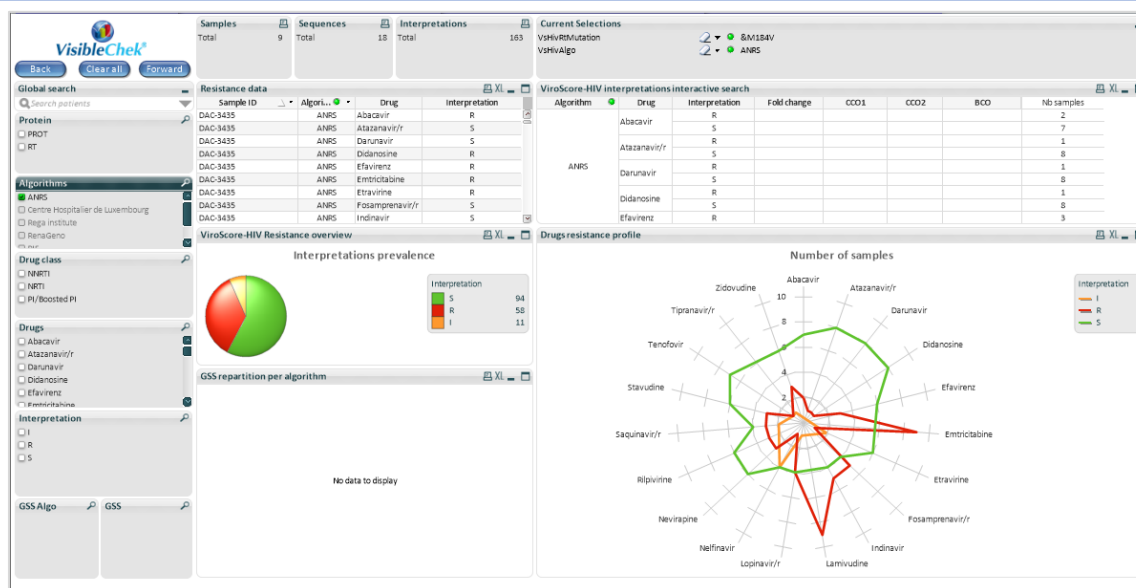 VisibleChek®
Back Clear all Forward
Global search
Search patients
Protein
PROT
RT
Algorithms
ANRS
Centre Hospitalier de Luxembourg
Rega institute
RenaGeno
Drug class
NNRTI
NRTI
PI/Boosted PI
Drugs
Abacavir
Atazanavir/r
Darunavir
Didanosine
Efavirenz
Emtricitabine
Interpretation
I
R
S
GSS Algo GSS
Samples
Total 9
Sequences
Total 18
Interpretations
Total 163
Current Selections
VsHivRtMutation &M184V
VsHivAlgo ANRS
Resistance data XL
Sample ID Algori... Drug Interpretation
DAC-3435 ANRS Abacavir R
DAC-3435 ANRS Atazanavir/r S
DAC-3435 ANRS Darunavir S
DAC-3435 ANRS Didanosine S
DAC-3435 ANRS Efavirenz R
DAC-3435 ANRS Emtricitabine R
DAC-3435 ANRS Etravirine R
DAC-3435 ANRS Fosamprenavir/r S
DAC-3435 ANRS Indinavir S
ViroScore-HIV interpretations interactive search XL
Algorithm Drug Interpretation Fold change CCO1 CCO2 BCO Nb samples
ANRS
Abacavir R 2
S 7
Atazanavir/r R 1
S 8
Darunavir R 1
S 8
Didanosine R 1
S 8
Efavirenz R 3
ViroScore-HIV Resistance overview XL
Interpretations prevalence
Interpretation
S 94
R 58
I 11
GSS repartition per algorithm XL
No data to display
Drugs resistance profile XL
Number of samples
Abacavir
Atazanavir/r
Darunavir
Didanosine
Efavirenz
Emtricitabine
Etravirine
Fosamprenavir/r
Indinavir
Lamivudine
Lopinavir/r
Nelfinavir
Nevirapine
Rilpivirine
Saquinavir/r
Stavudine
Tenofovir
Tipranavir/r
Zidovudine
10
8
6
4
2
Interpretation
I
R
S